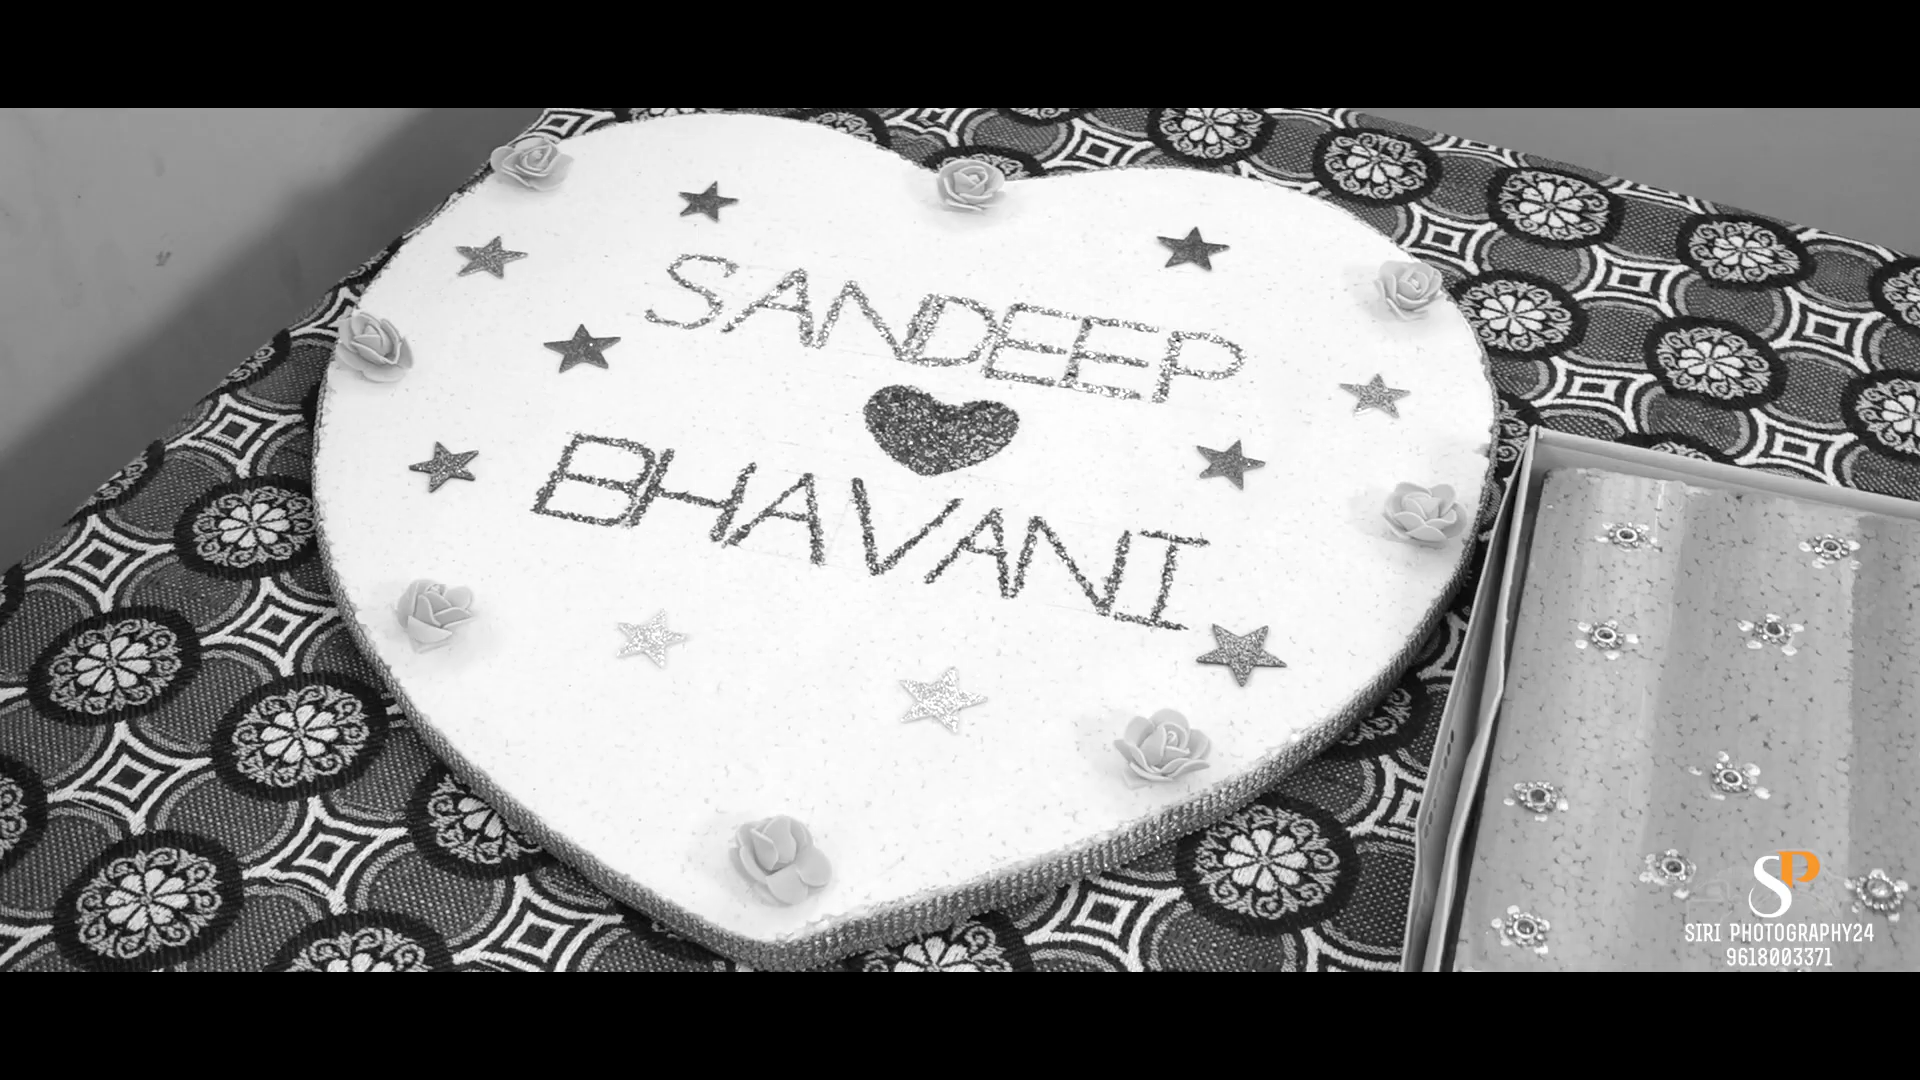 SANDEEP
BHAVANI
SP
SIRI PHOTOGRAPHY24
9618003371